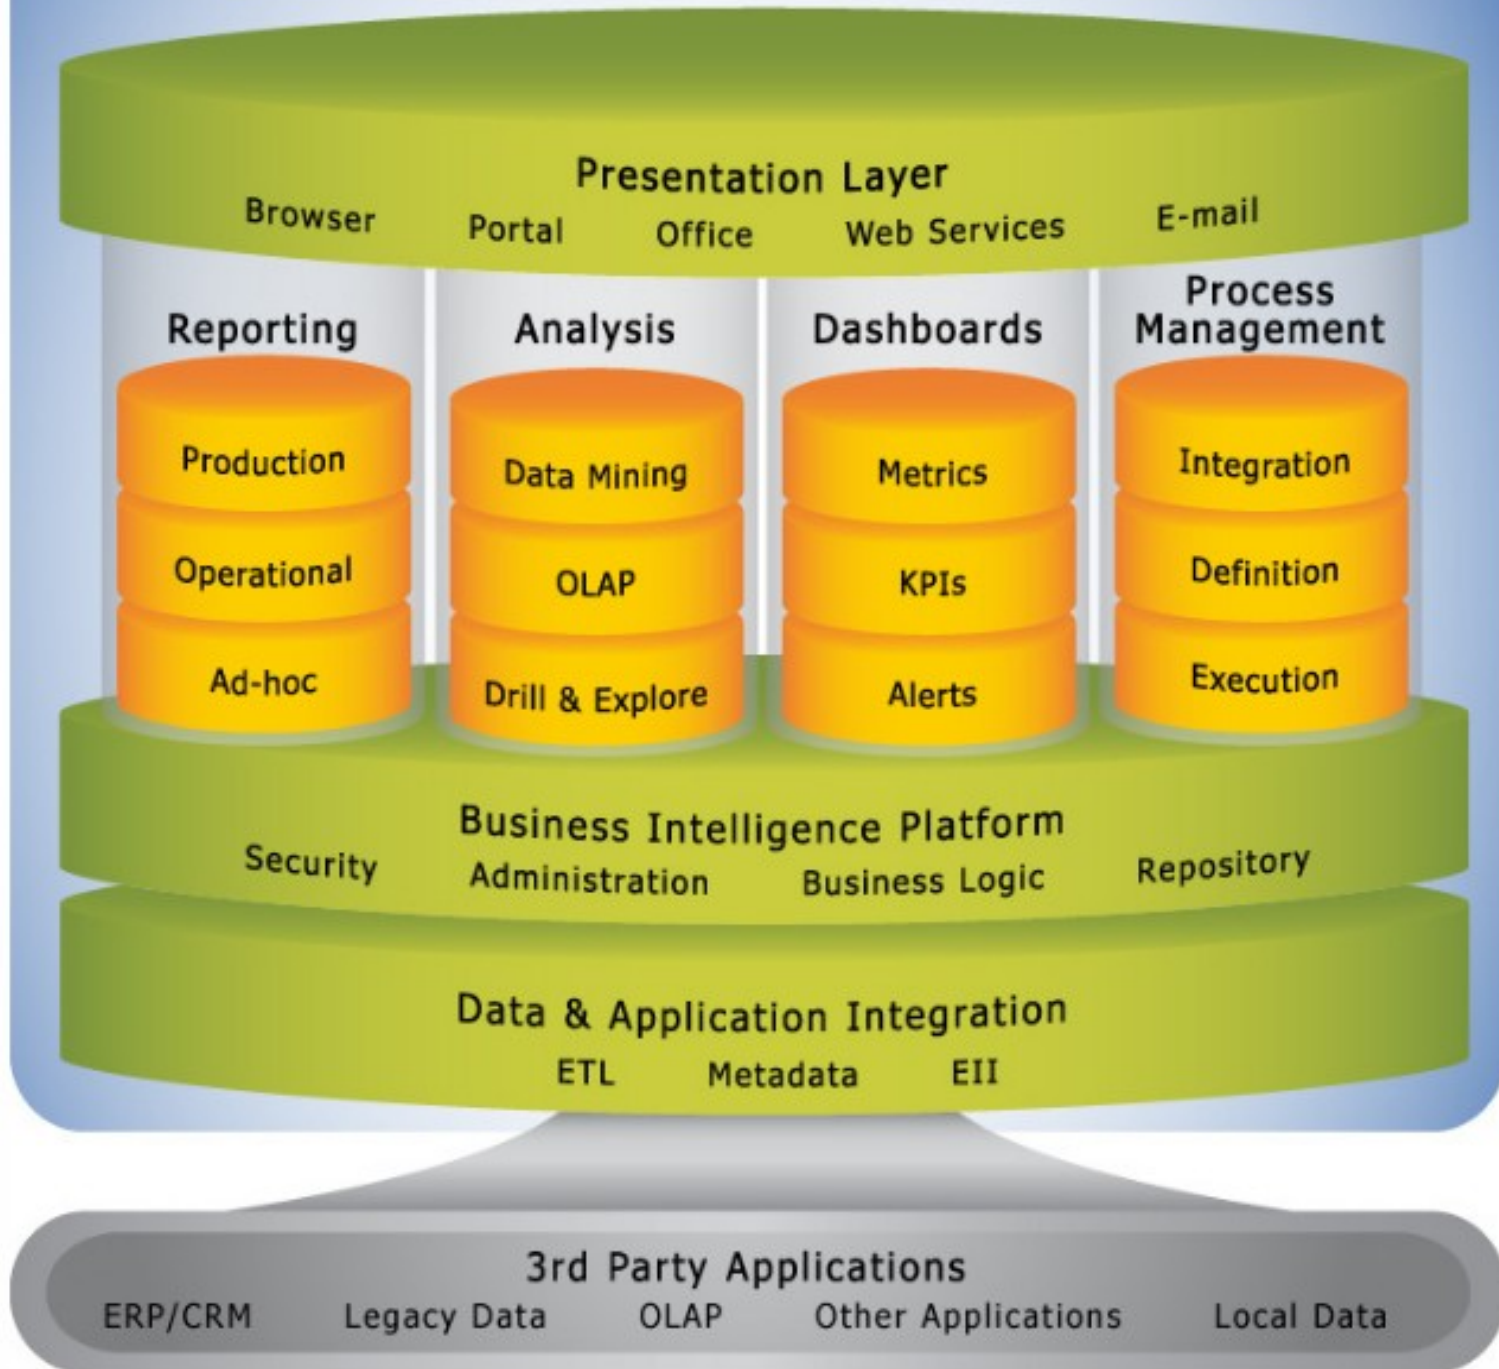 Presentation Layer
Browser Portal Office Web Services E-mail
Reporting
Production
Operational
Ad-hoc
Analysis
Data Mining
OLAP
Drill & Explore
Dashboards
Metrics
KPIs
Alerts
Process
Management
Integration
Definition
Execution
Business Intelligence Platform
Security Administration Business Logic Repository
Data & Application Integration
ETL Metadata EII
3rd Party Applications
ERP/CRM Legacy Data OLAP Other Applications Local Data